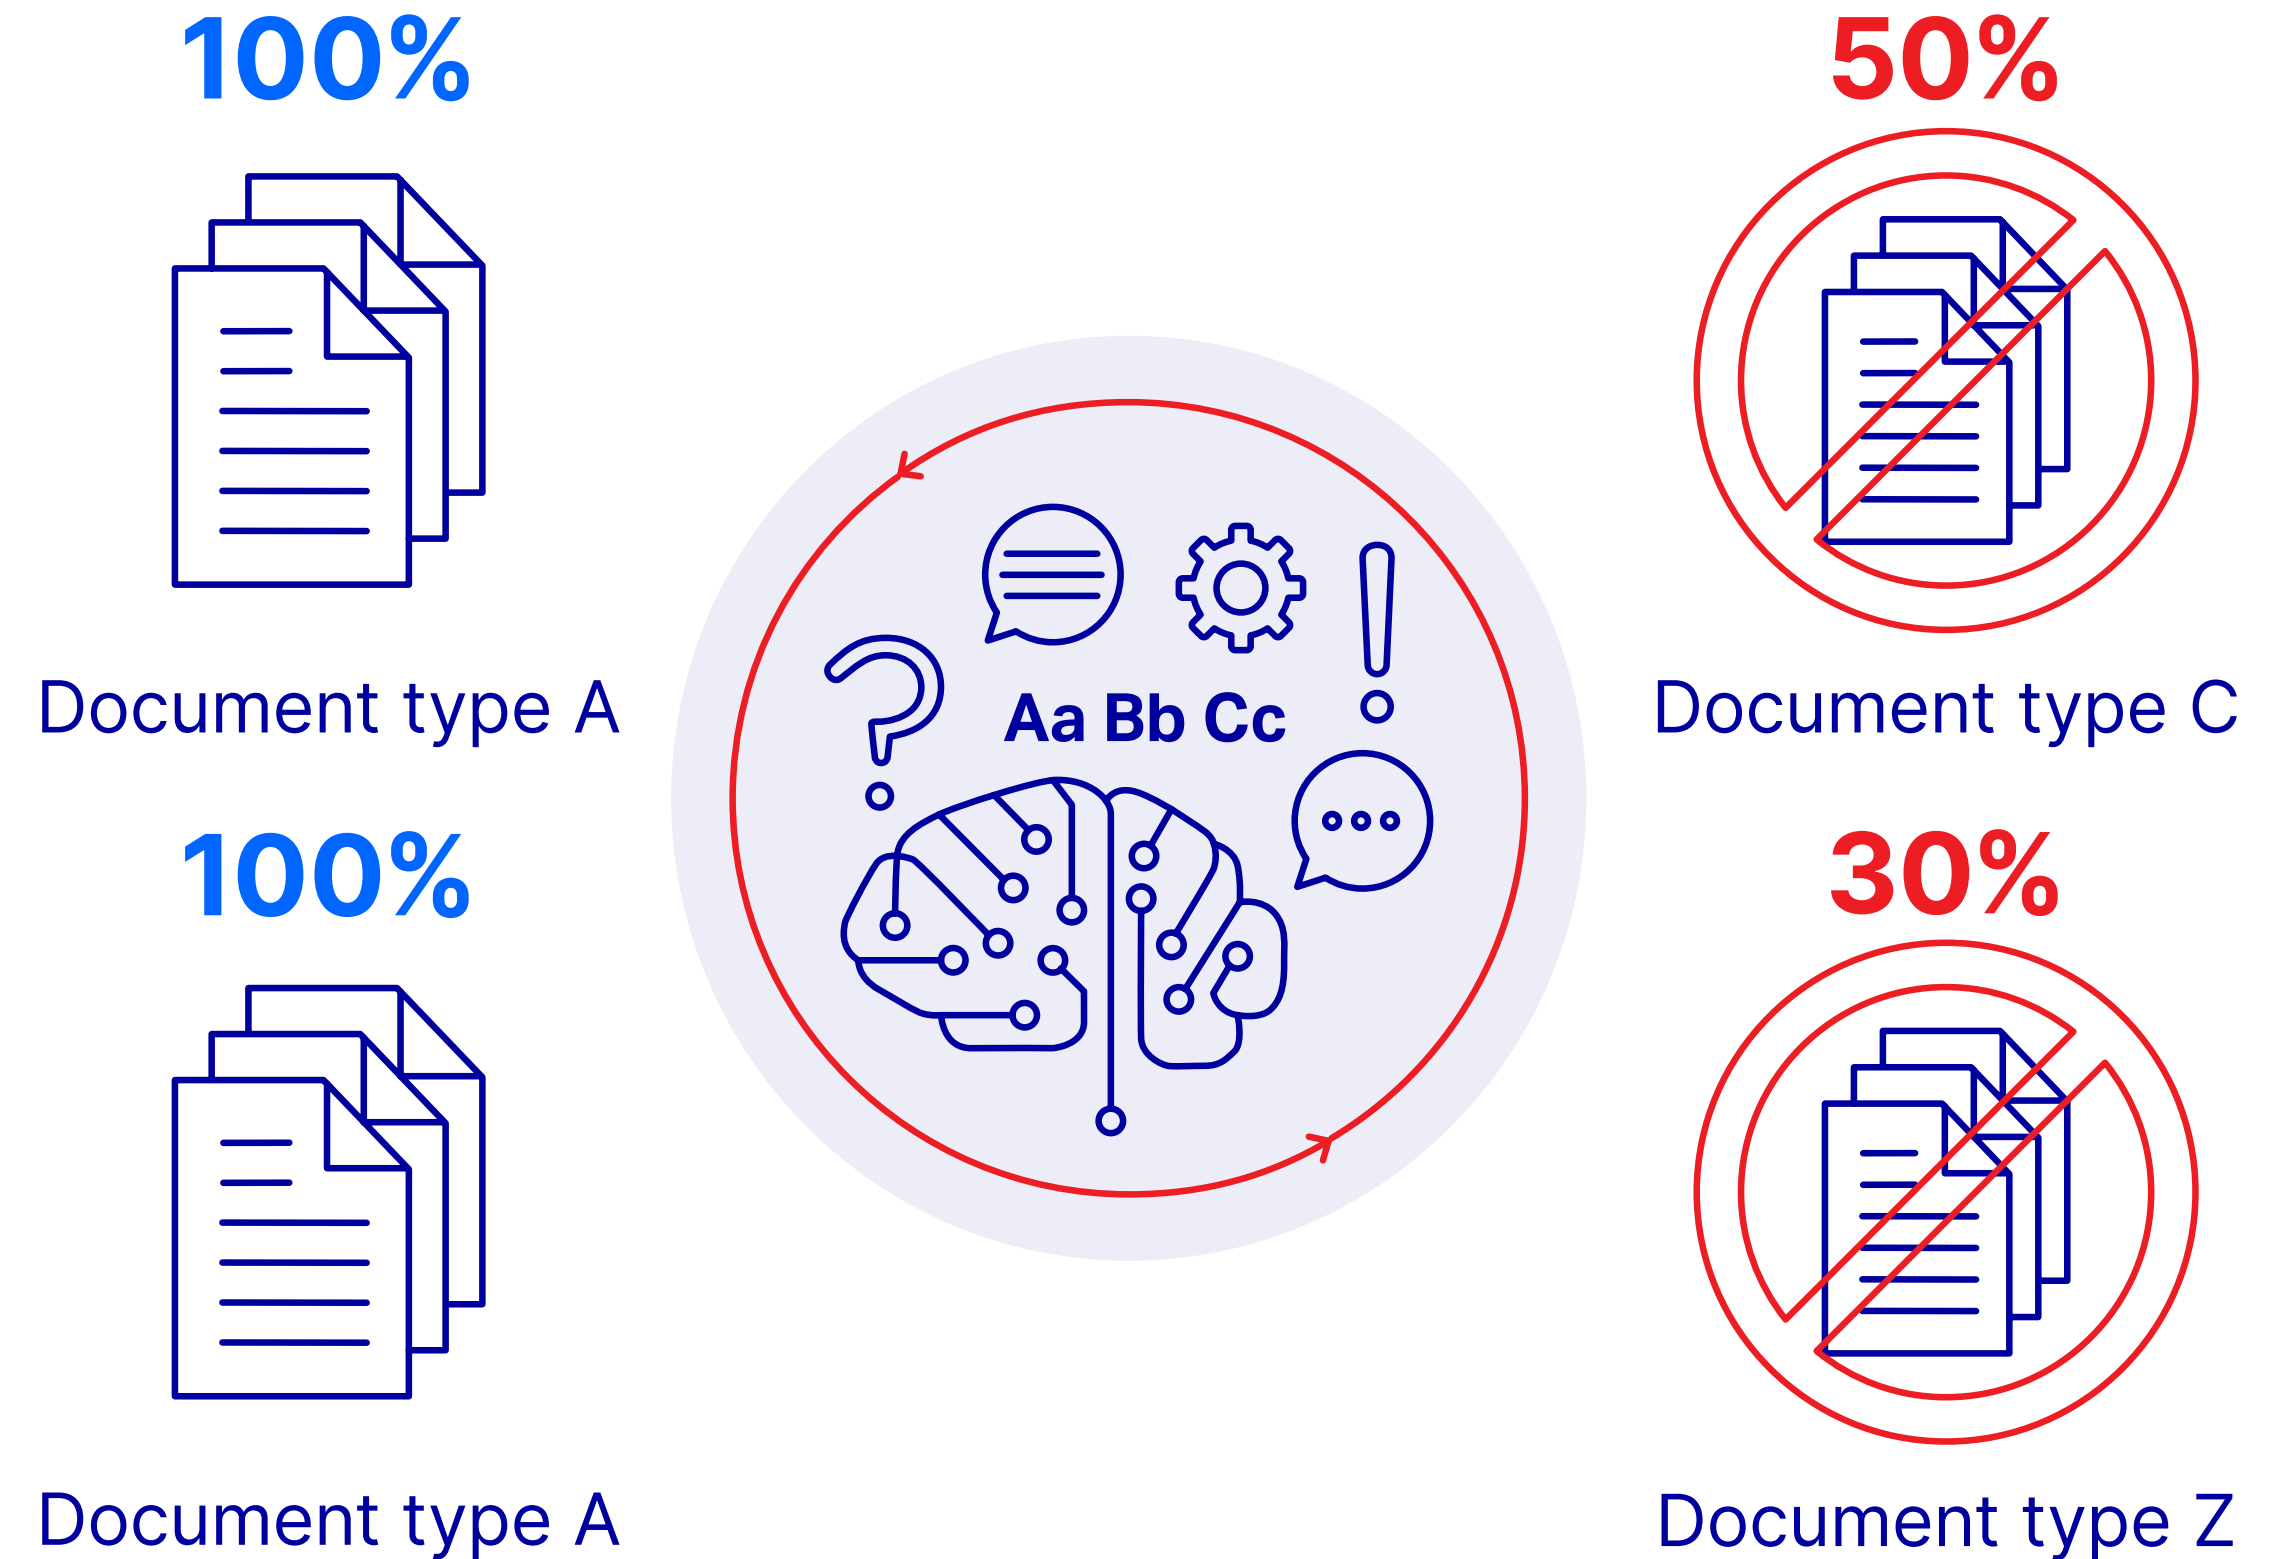 100%
Document type A
100%
Document type A
Aa Bb Cc
50%
Document type C
30%
Document type Z